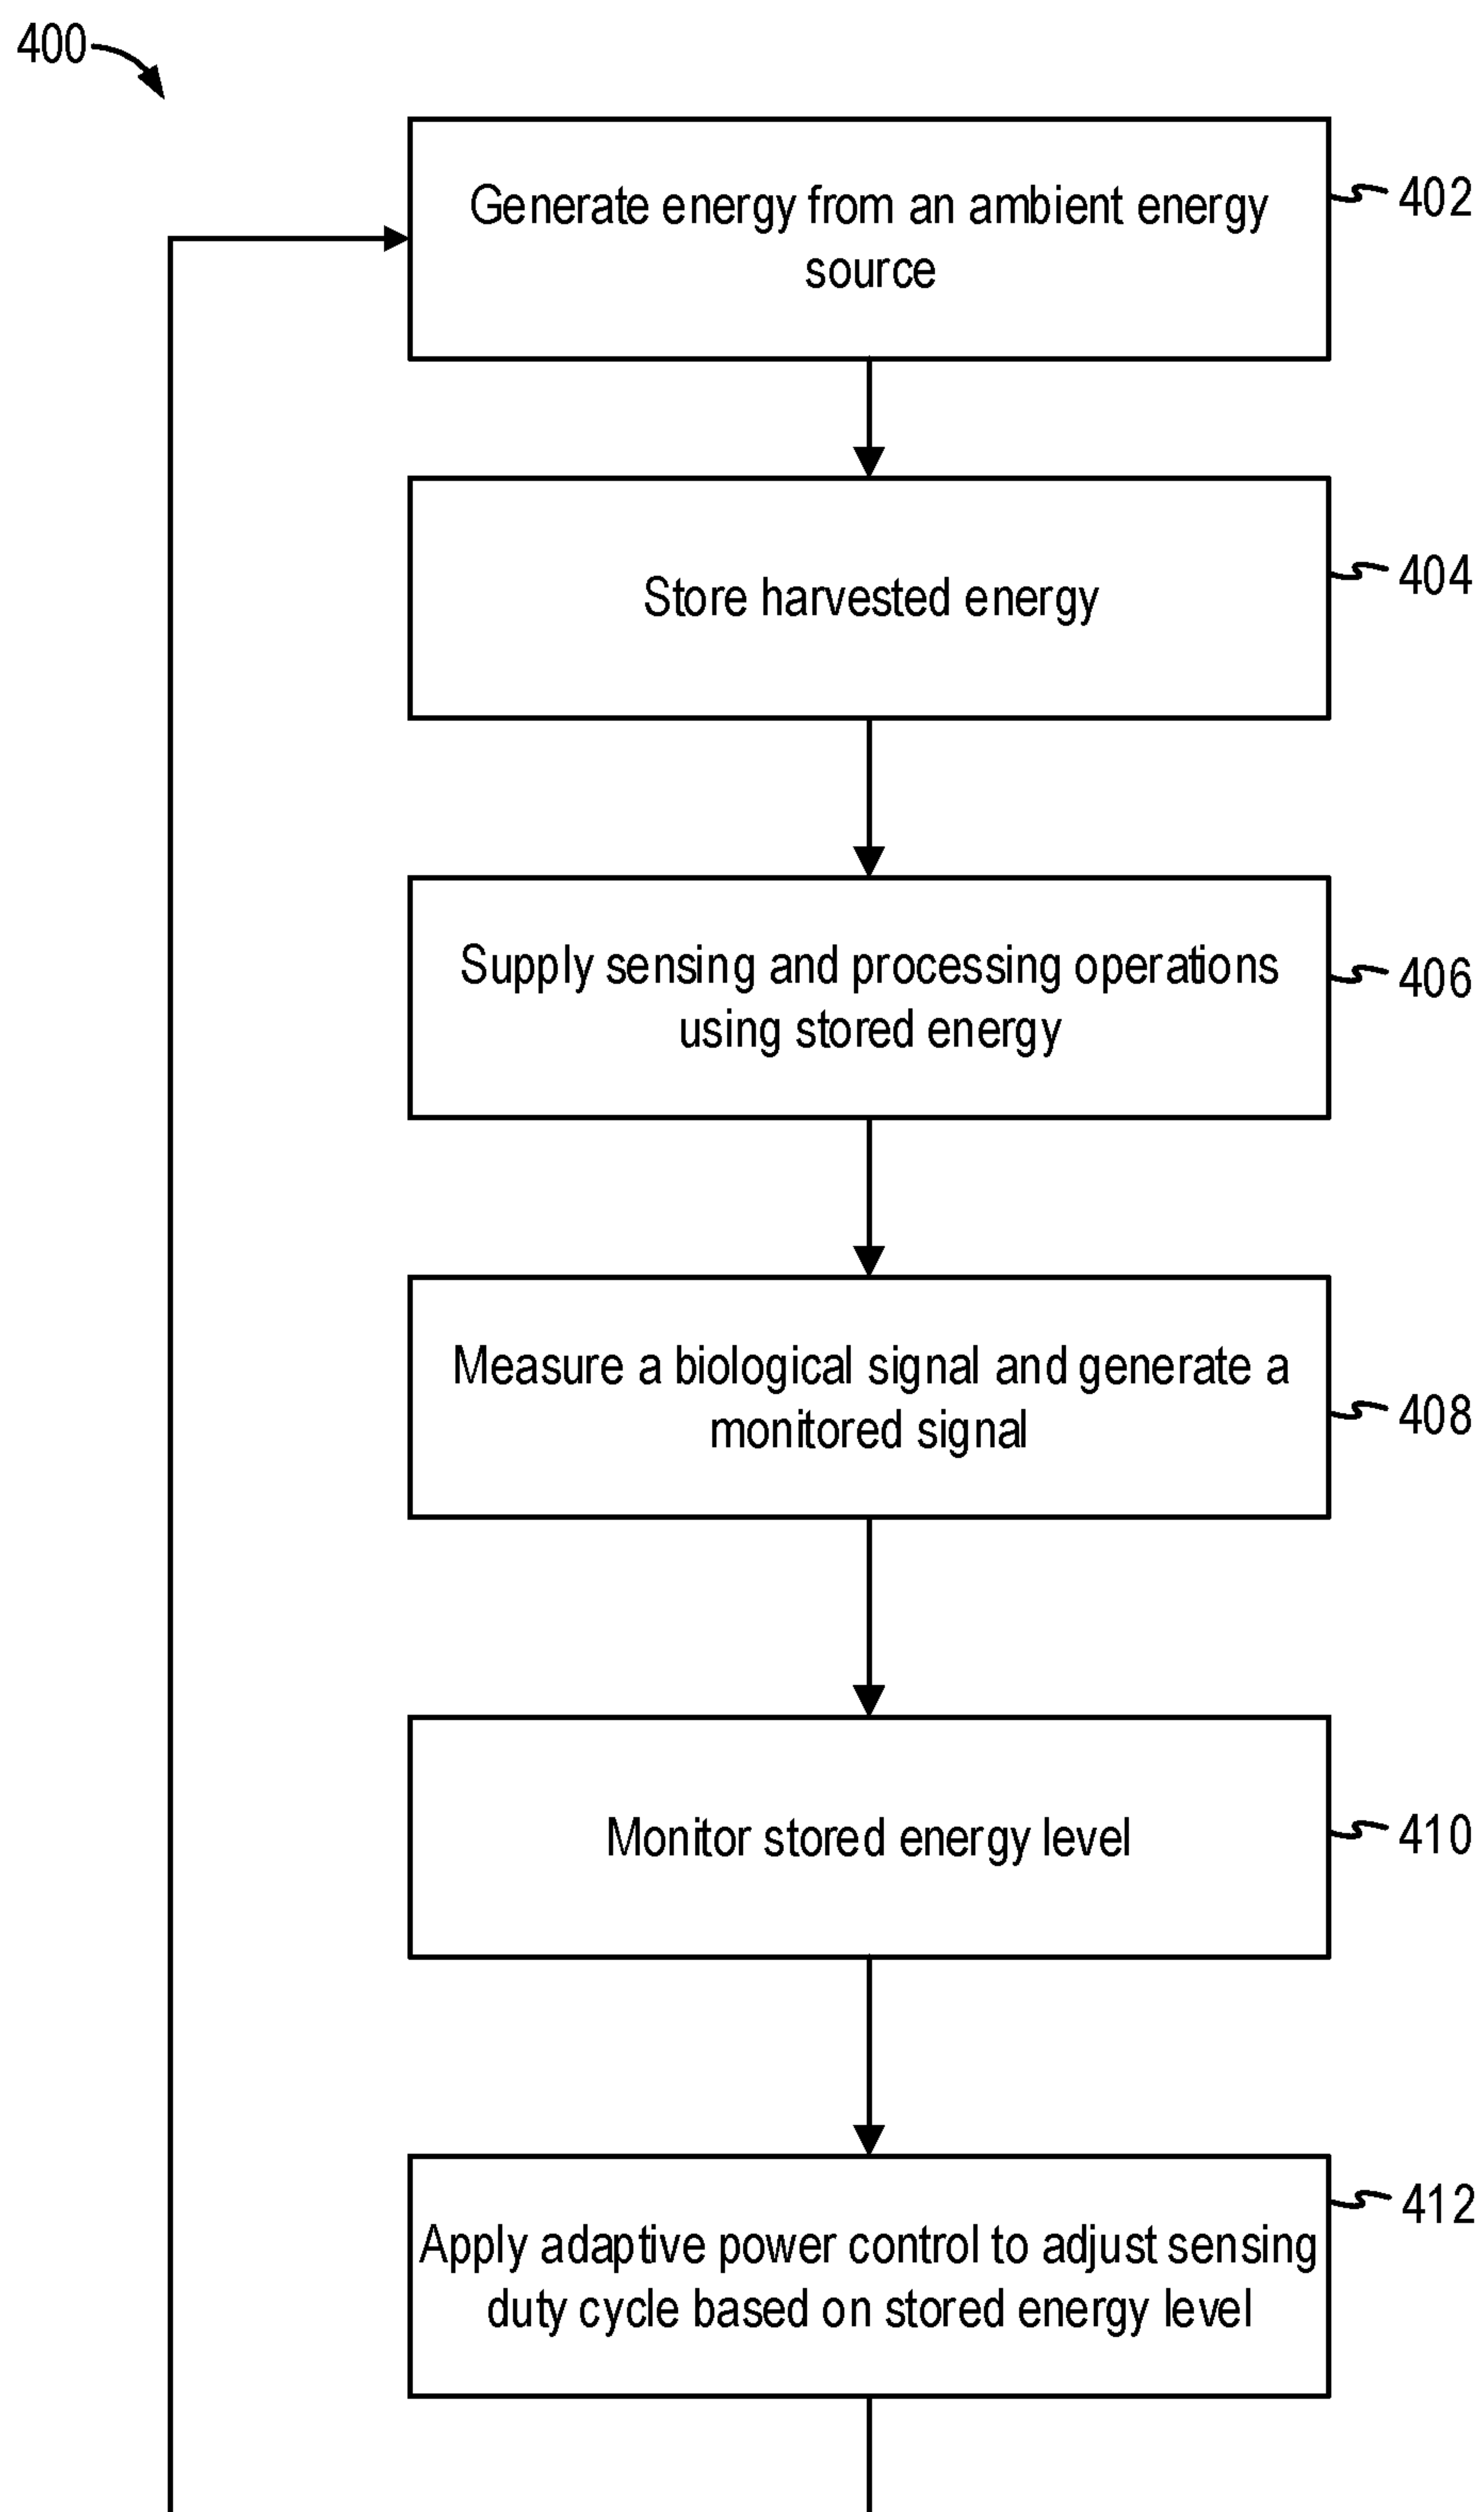 400
Generate energy from an ambient energy
source
402
Store harvested energy
404
Supply sensing and processing operations
using stored energy
406
Measure a biological signal and generate a
monitored signal
408
Monitor stored energy level
410
Apply adaptive power control to adjust sensing
duty cycle based on stored energy level
412